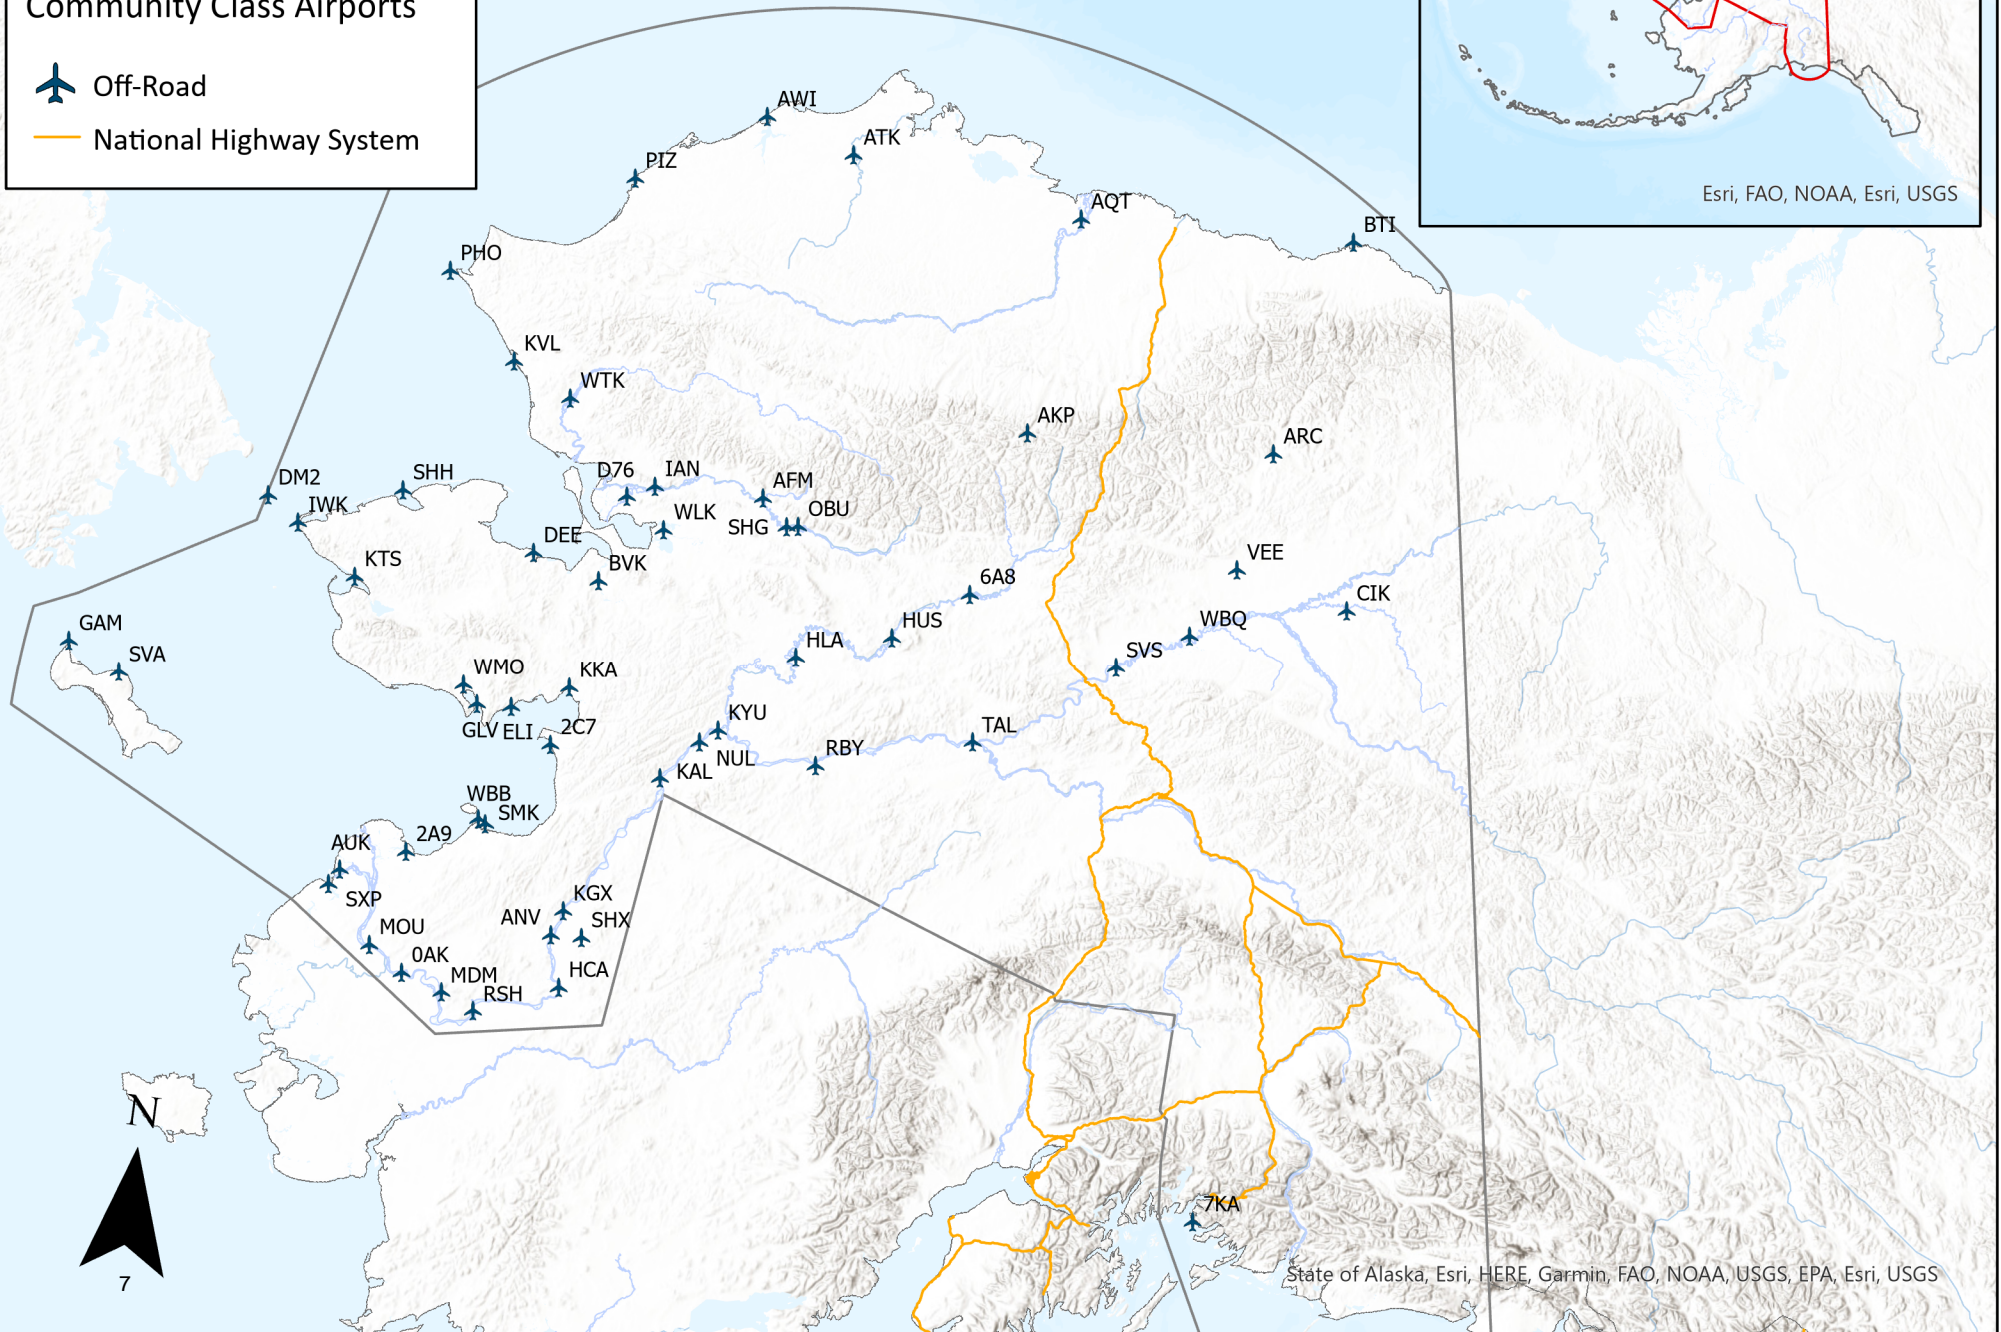 Community Class Airports
Off-Road
National Highway System
Esri, FAO, NOAA, Esri, USGS
AWI
ATK
PIZ
AQT
BTI
PHO
KVL
WTK
AKP
ARC
DM2
SHH
D76
IAN
AFM
IWK
WLK
SHG
OBU
DEE
KTS
BVK
VEE
6A8
CIK
GAM
HUS
WBQ
SVA
HLA
SVS
WMO
KKA
KYU
GLV
ELI
2C7
TAL
NUL
RBY
KAL
WBB
SMK
AUK
2A9
SXP
KGX
ANV
SHX
MOU
0AK
HCA
MDM
RSH
N
7KA
7
State of Alaska, Esri, HERE, Garmin, FAO, NOAA, USGS, EPA, Esri, USGS